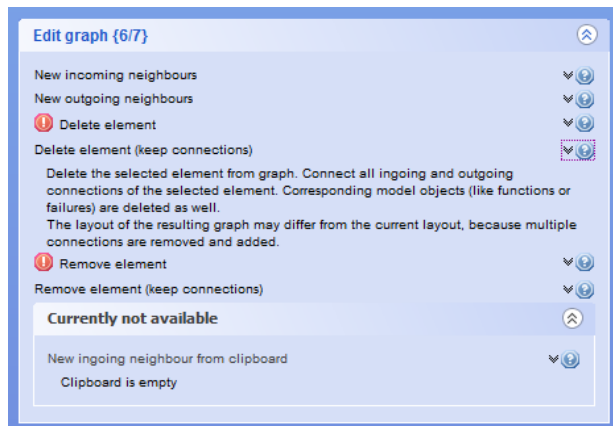 Edit graph {6/7}
New incoming neighbours
New outgoing neighbours
Delete element
Delete element (keep connections)
Delete the selected element from graph. Connect all ingoing and outgoing
connections of the selected element. Corresponding model objects (like functions or
failures) are deleted as well.
The layout of the resulting graph may differ from the current layout, because multiple
connections are removed and added.
Remove element
Remove element (keep connections)
Currently not available
New ingoing neighbour from clipboard
Clipboard is empty